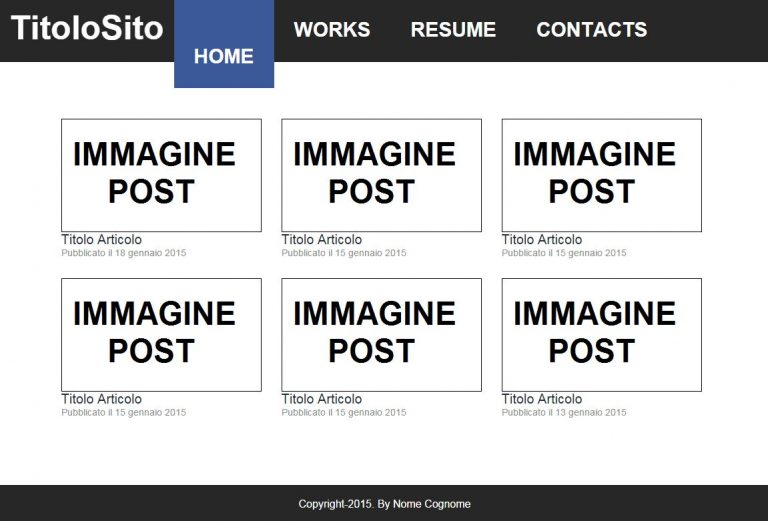 TitoloSito
HOME
WORKS
RESUME
CONTACTS
IMMAGINE
POST
Titolo Articolo
Pubblicato il 18 gennaio 2015
IMMAGINE
POST
Titolo Articolo
Pubblicato il 15 gennaio 2015
IMMAGINE
POST
Titolo Articolo
Pubblicato il 15 gennaio 2015
IMMAGINE
POST
Titolo Articolo
Pubblicato il 15 gennaio 2015
IMMAGINE
POST
Titolo Articolo
Pubblicato il 15 gennaio 2015
IMMAGINE
POST
Titolo Articolo
Pubblicato il 13 gennaio 2015
Copyright-2015. By Nome Cognome